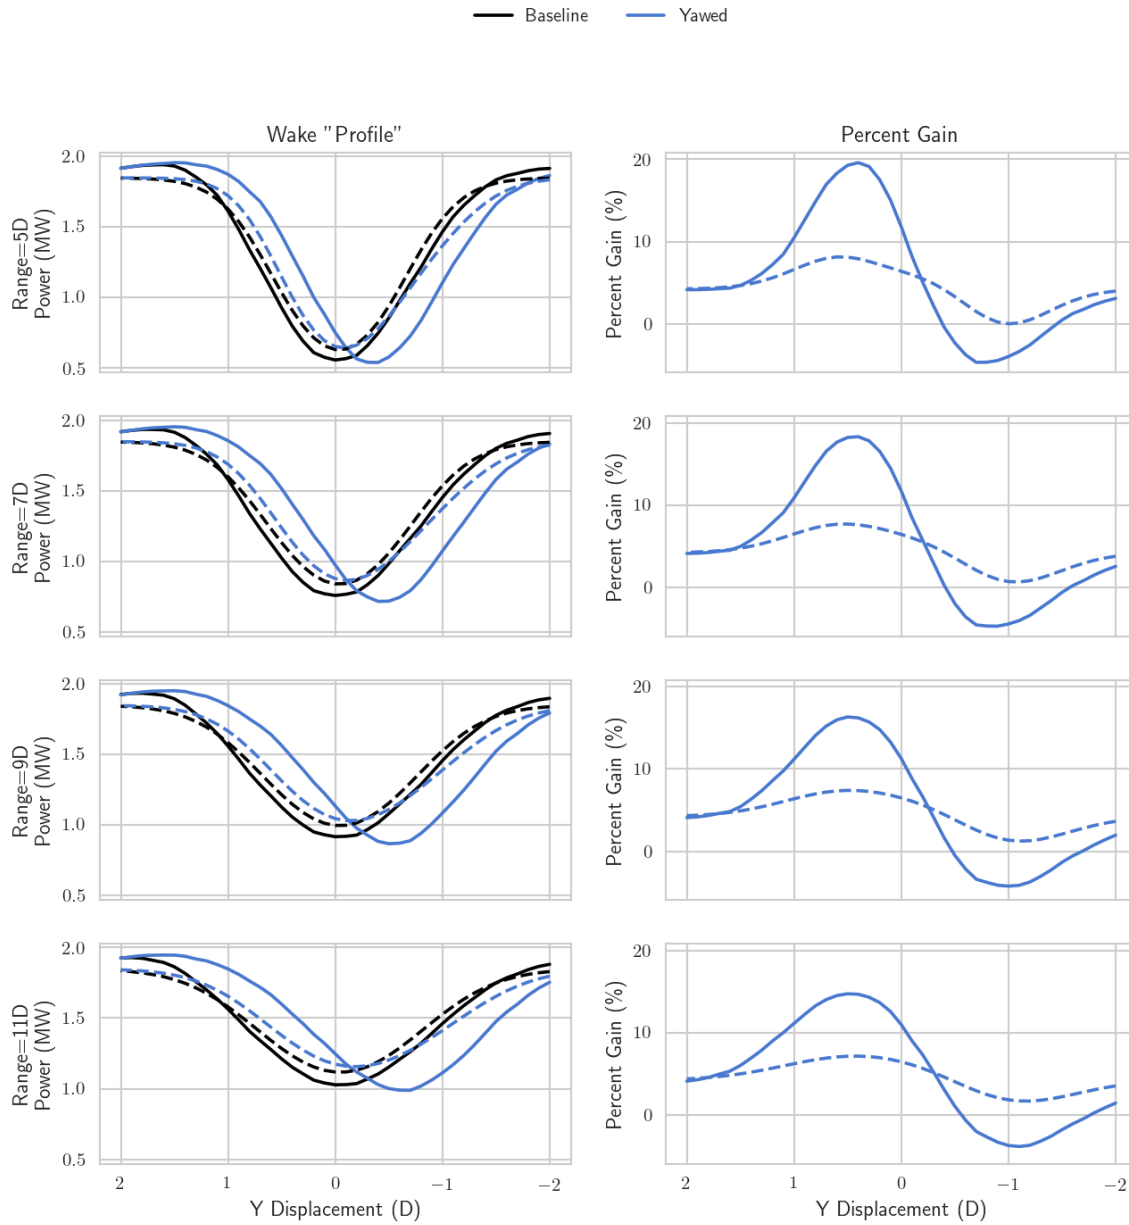 Baseline Yawed
Wake "Profile"
Percent Gain
Range=5D
Power (MW)
2.0
1.5
1.0
0.5
Percent Gain (%)
20
10
0
Range=7D
Power (MW)
2.0
1.5
1.0
0.5
Percent Gain (%)
20
10
0
Range=9D
Power (MW)
2.0
1.5
1.0
0.5
Percent Gain (%)
20
10
0
Range=11D
Power (MW)
2.0
1.5
1.0
0.5
2 1 0 −1 −2
Y Displacement (D)
Percent Gain (%)
20
10
0
2 1 0 −1 −2
Y Displacement (D)